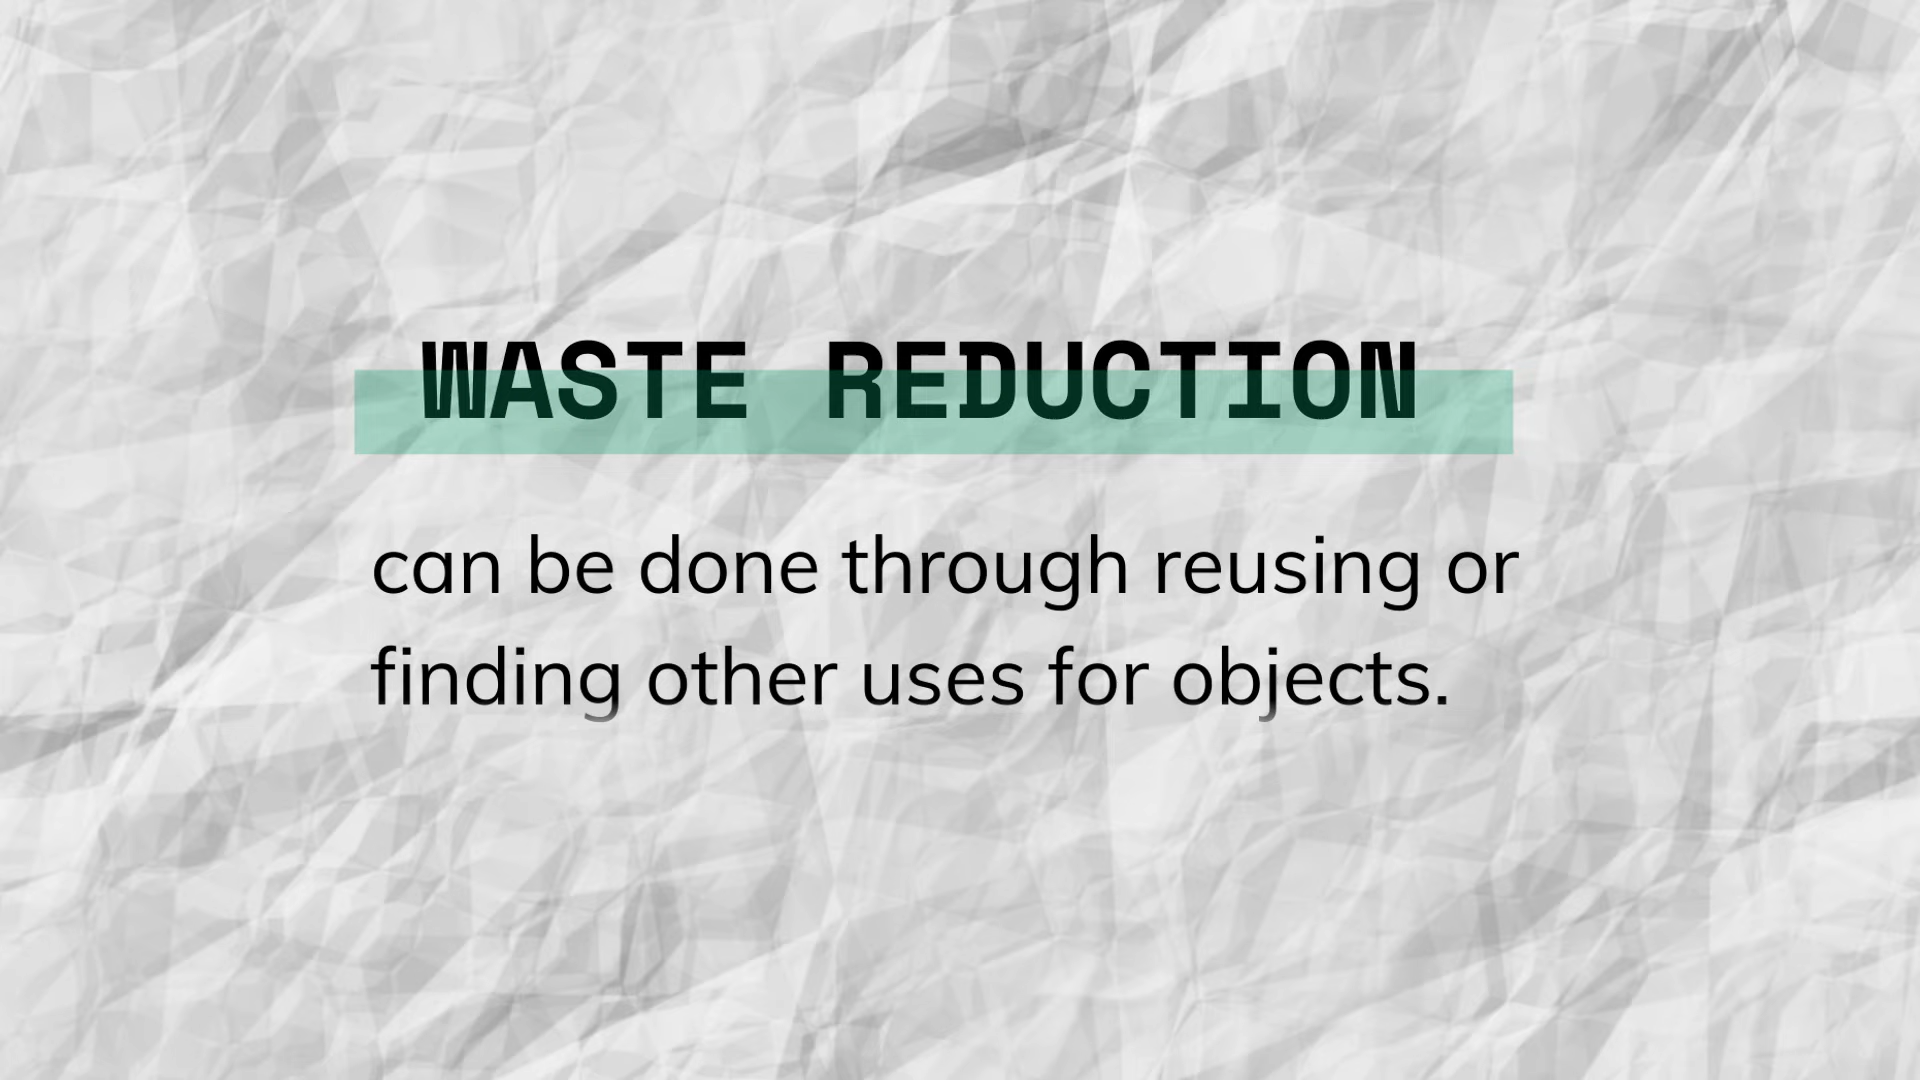 WASTE REDUCTION
can be done through reusing or
finding other uses for objects.